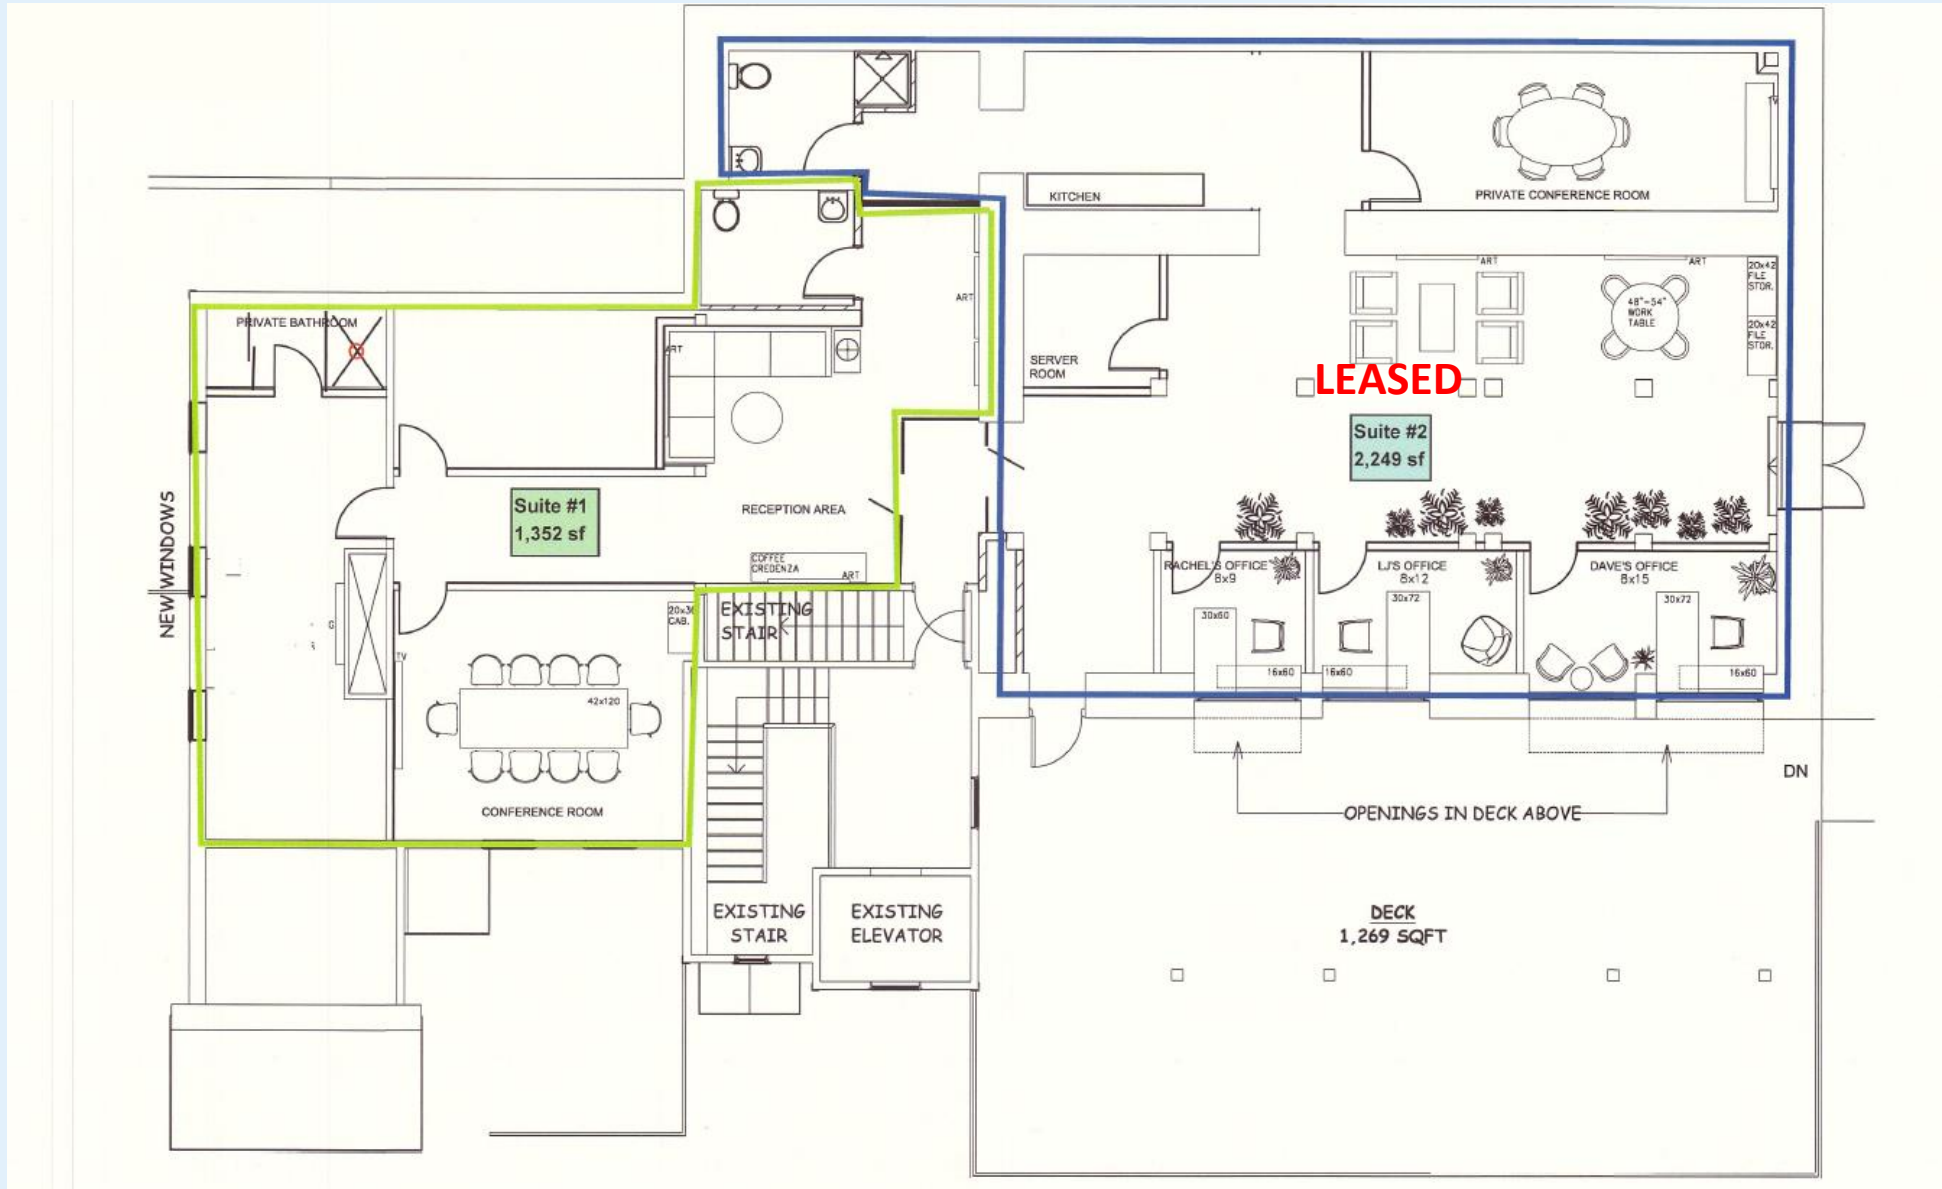 KITCHEN
PRIVATE CONFERENCE ROOM
ART
ART
20x42
FILE
STOR.
48"-54"
WORK
TABLE
20x42
FILE
STOR.
ART
PRIVATE BATHROOM
ART
SERVER
ROOM
LEASED
Suite #2
2,249 sf
NEW WINDOWS
Suite #1
1,352 sf
RECEPTION AREA
COFFEE
CREDENZA
ART
RACHEL'S OFFICE
8x9
LJ'S OFFICE
8x12
DAVE'S OFFICE
8x15
30x60
30x72
30x72
20x36
CAB.
EXISTING
STAIR
TV
16x60
16x60
16x60
42x120
CONFERENCE ROOM
DN
OPENINGS IN DECK ABOVE
EXISTING
STAIR
EXISTING
ELEVATOR
DECK
1,269 SQFT